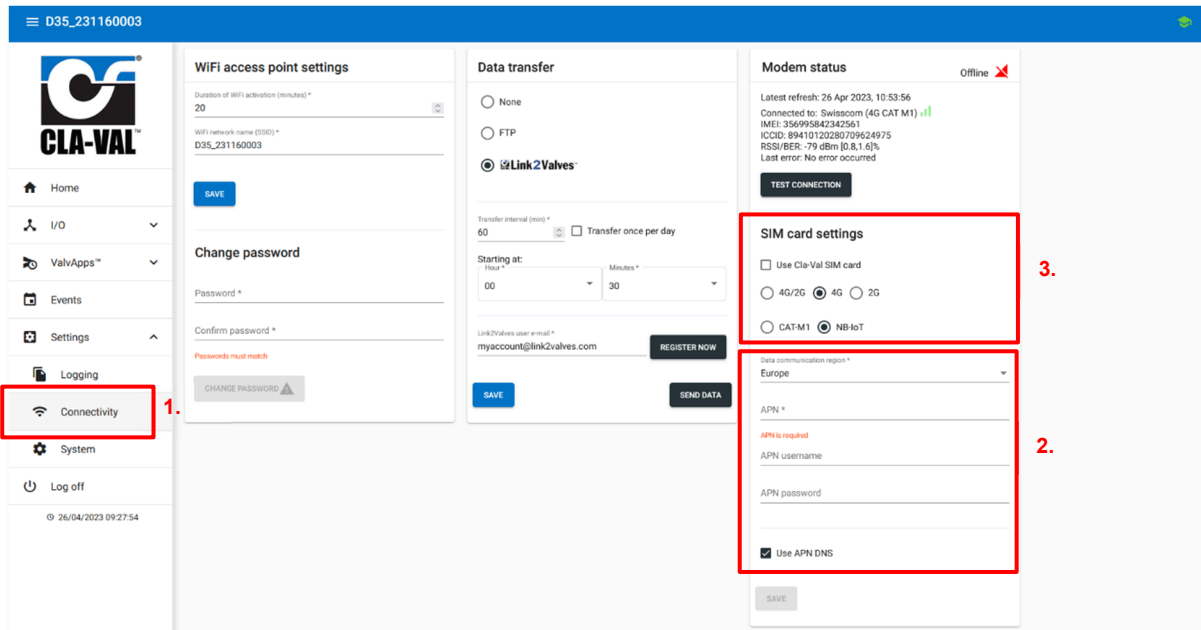 D35_231160003
CLA-VAL™
Home
I/O
ValvApps™
Events
Settings
Logging
Connectivity
1.
System
Log off
26/04/2023 09:27:54
WiFi access point settings
Duration of WiFi activation (minutes) *
20
WiFi network name (SSID) *
D35_231160003
SAVE
Change password
Password *
Confirm password *
Passwords must match
CHANGE PASSWORD
Data transfer
None
FTP
Link2Valves™
Transfer interval (min) *
60
Transfer once per day
Starting at:
Hour *
Minutes *
00
30
Link2Valves user e-mail *
myaccount@link2valves.com
REGISTER NOW
SAVE
SEND DATA
Modem status
Offline
Latest refresh: 26 Apr 2023, 10:53:56
Connected to: Swisscom (4G CAT M1)
IMEI: 356995842342561
ICCID: 89410120280709624975
RSSI/BER: -79 dBm [0.8,1.6]%
Last error: No error occurred
TEST CONNECTION
SIM card settings
3.
Use Cla-Val SIM card
4G/2G 4G 2G
CAT-M1 NB-IoT
Data communication region *
Europe
APN *
APN is required
2.
APN username
APN password
Use APN DNS
SAVE